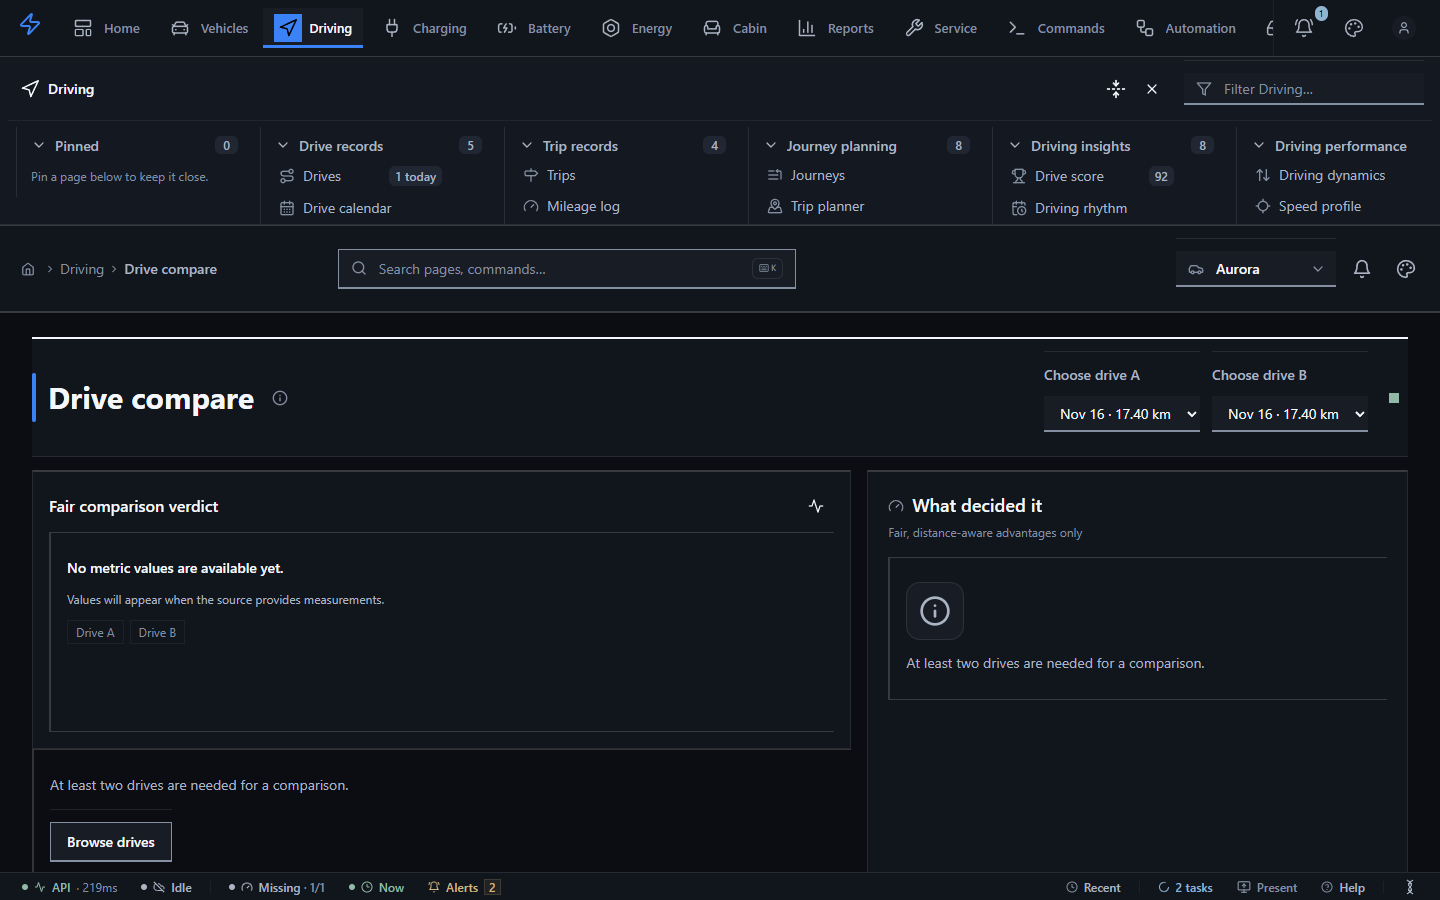 Home
Vehicles
Driving
Charging
Battery
Energy
Cabin
Reports
Service
Commands
Automation
1
Driving
Filter Driving...
Pinned 0
Pin a page below to keep it close.
Drive records 5
Drives 1 today
Drive calendar
Trip records 4
Trips
Mileage log
Journey planning 8
Journeys
Trip planner
Driving insights 8
Drive score 92
Driving rhythm
Driving performance
Driving dynamics
Speed profile
Driving
Drive compare
Search pages, commands...
K
Aurora
Drive compare
Choose drive A
Nov 16 · 17.40 km
Choose drive B
Nov 16 · 17.40 km
Fair comparison verdict
No metric values are available yet.
Values will appear when the source provides measurements.
Drive A
Drive B
At least two drives are needed for a comparison.
Browse drives
What decided it
Fair, distance-aware advantages only
At least two drives are needed for a comparison.
API · 219ms
Idle
Missing · 1/1
Now
Alerts 2
Recent
2 tasks
Present
Help